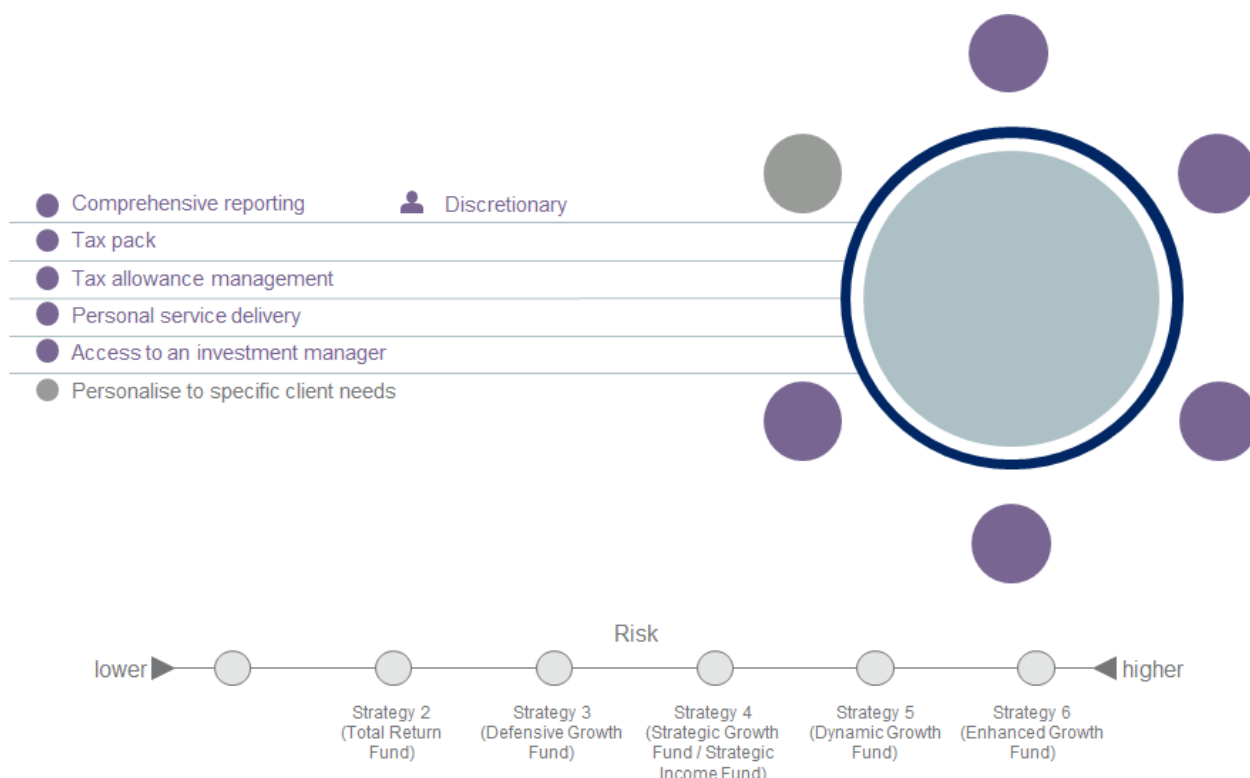 Comprehensive reporting
Discretionary
Tax pack
Tax allowance management
Personal service delivery
Access to an investment manager
Personalise to specific client needs
Risk
lower
higher
Strategy 2
(Total Return
Fund)
Strategy 3
(Defensive Growth
Fund)
Strategy 4
(Strategic Growth
Fund / Strategic
Income Fund)
Strategy 5
(Dynamic Growth
Fund)
Strategy 6
(Enhanced Growth
Fund)